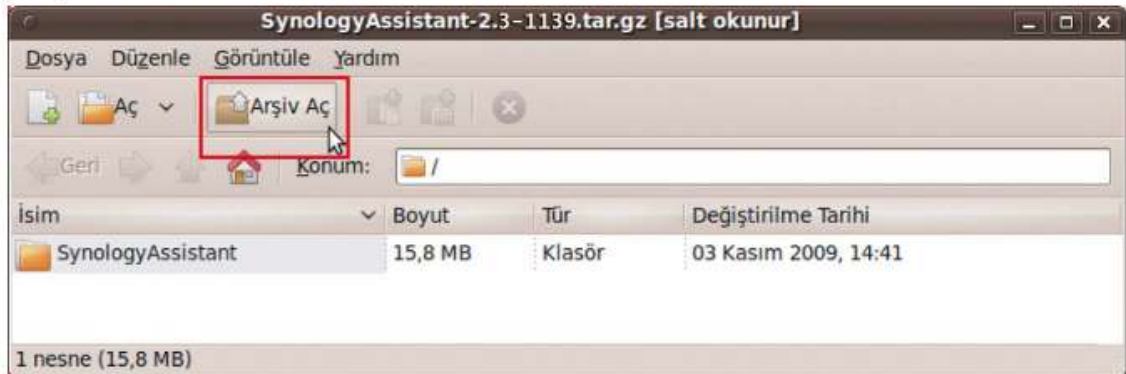 SynologyAssistant-2.3-1139.tar.gz [salt okunur]
Dosya Düzenle Görüntüle Yardım
Aç Arşiv Aç
Geri Konum: /
İsim Boyut Tür Değiştirilme Tarihi
SynologyAssistant 15,8 MB Klasör 03 Kasım 2009, 14:41
1 nesne (15,8 MB)